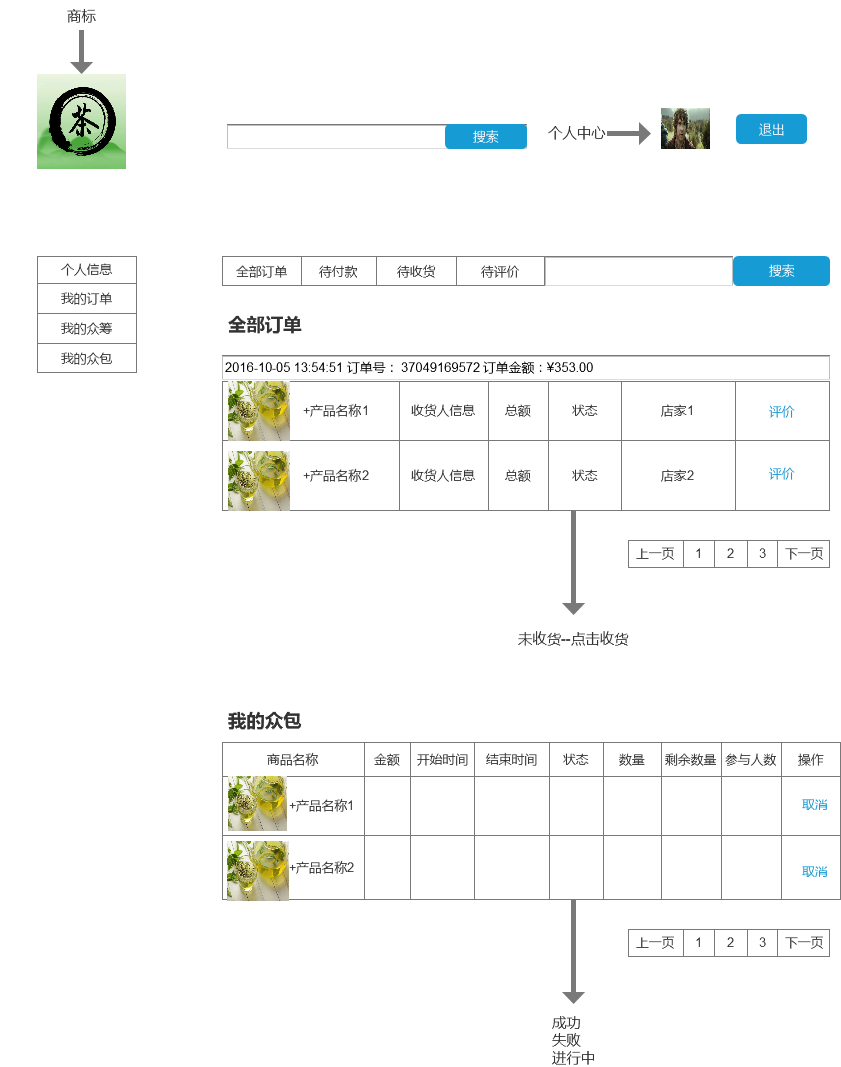 商标
茶
搜索
个人中心
退出
个人信息
我的订单
我的众筹
我的众包
全部订单 待付款 待收货 待评价 搜索
全部订单
2016-10-05 13:54:51 订单号： 37049169572 订单金额：¥353.00
+产品名称1 收货人信息 总额 状态 店家1 评价
+产品名称2 收货人信息 总额 状态 店家2 评价
上一页 1 2 3 下一页
未收货--点击收货
我的众包
商品名称 金额 开始时间 结束时间 状态 数量 剩余数量 参与人数 操作
+产品名称1 取消
+产品名称2 取消
上一页 1 2 3 下一页
成功
失败
进行中